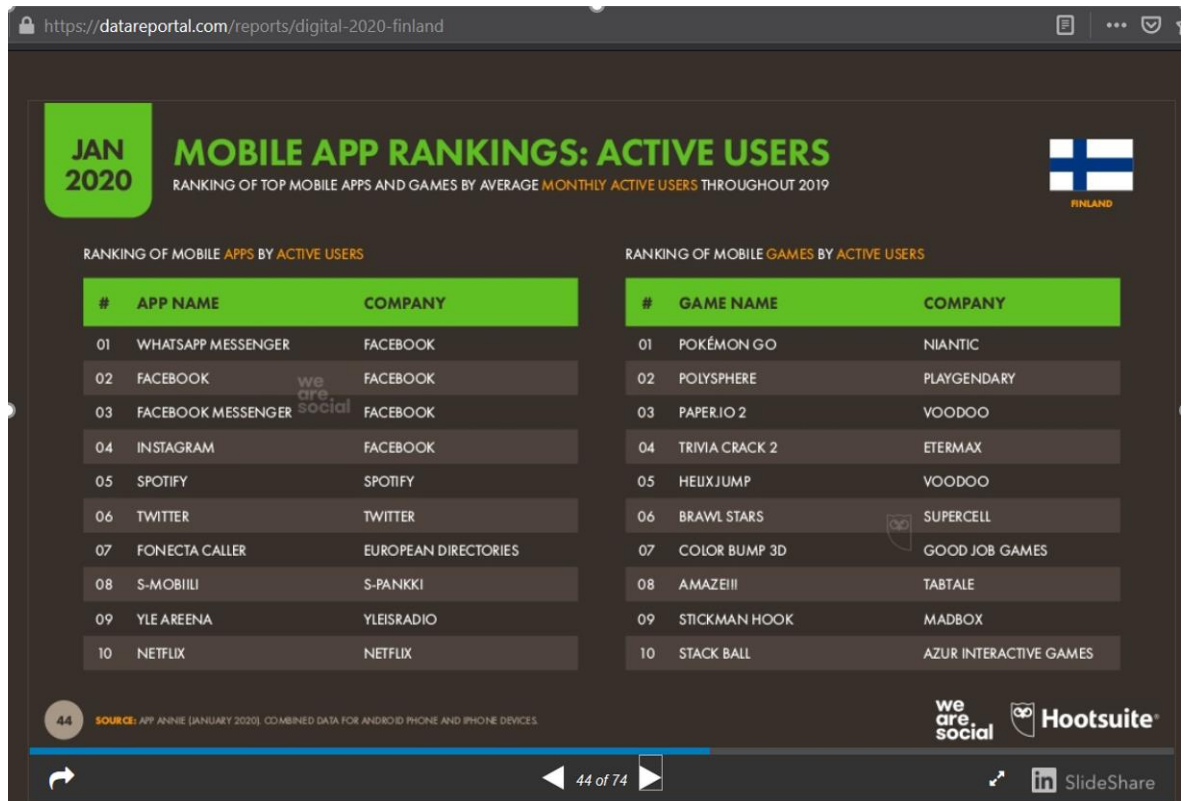 https://datareportal.com/reports/digital-2020-finland
JAN
2020
MOBILE APP RANKINGS: ACTIVE USERS
RANKING OF TOP MOBILE APPS AND GAMES BY AVERAGE MONTHLY ACTIVE USERS THROUGHOUT 2019
FINLAND
RANKING OF MOBILE APPS BY ACTIVE USERS
# APP NAME COMPANY
01 WHATSAPP MESSENGER FACEBOOK
02 FACEBOOK FACEBOOK
03 FACEBOOK MESSENGER FACEBOOK
04 INSTAGRAM FACEBOOK
05 SPOTIFY SPOTIFY
06 TWITTER TWITTER
07 FONECTA CALLER EUROPEAN DIRECTORIES
08 S-MOBIILI S-PANKKI
09 YLE AREENA YLEISRADIO
10 NETFLIX NETFLIX
we
are.
social
RANKING OF MOBILE GAMES BY ACTIVE USERS
# GAME NAME COMPANY
01 POKÉMON GO NIANTIC
02 POLYSPHERE PLAYGENDARY
03 PAPER.IO 2 VOODOO
04 TRIVIA CRACK 2 ETERMAX
05 HELIX JUMP VOODOO
06 BRAWL STARS SUPERCELL
07 COLOR BUMP 3D GOOD JOB GAMES
08 AMAZE!!! TABTALE
09 STICKMAN HOOK MADBOX
10 STACK BALL AZUR INTERACTIVE GAMES
44
SOURCE: APP ANNIE (JANUARY 2020). COMBINED DATA FOR ANDROID PHONE AND IPHONE DEVICES.
we
are.
social
Hootsuite®
44 of 74
in SlideShare